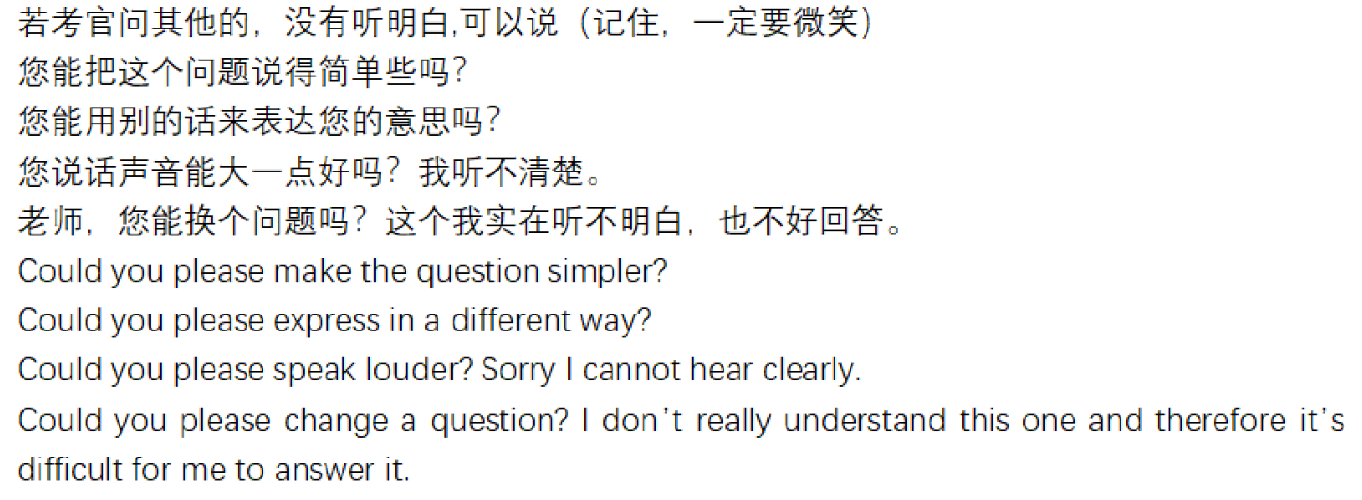 若考官问其他的，没有听明白,可以说（记住，一定要微笑）
您能把这个问题说得简单些吗？
您能用别的话来表达您的意思吗？
您说话声音能大一点好吗？我听不清楚。
老师，您能换个问题吗？这个我实在听不明白，也不好回答。
Could you please make the question simpler?
Could you please express in a different way?
Could you please speak louder? Sorry I cannot hear clearly.
Could you please change a question? I don't really understand this one and therefore it's
difficult for me to answer it.